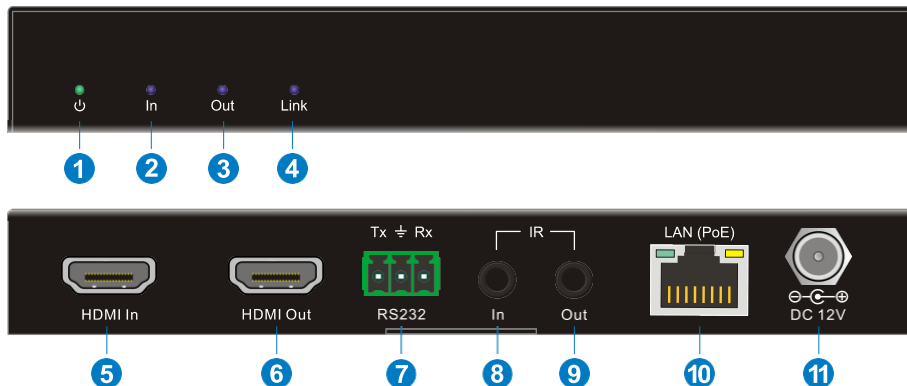 In Out Link
1 2 3 4
Tx Rx IR LAN (PoE)
HDMI In HDMI Out RS232 In Out DC 12V
5 6 7 8 9 10 11